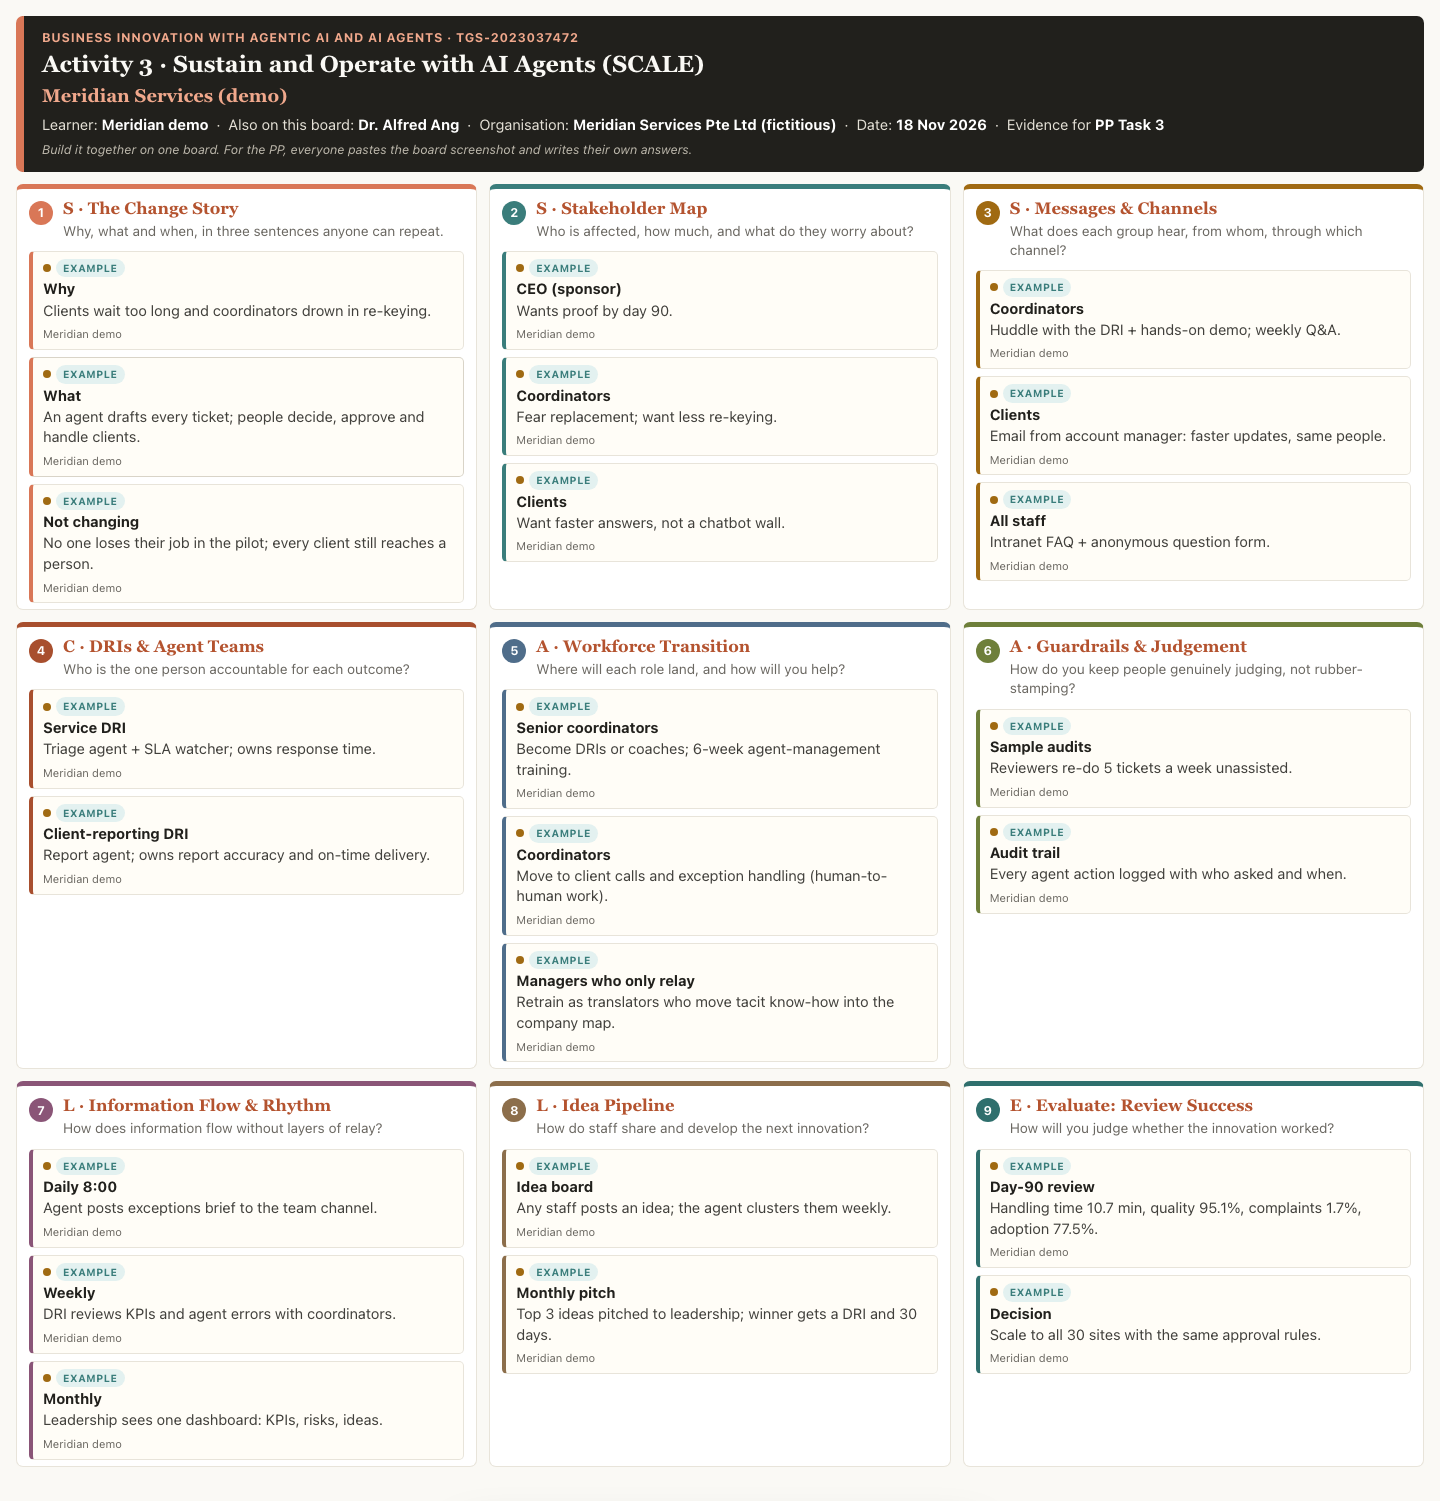 BUSINESS INNOVATION WITH AGENTIC AI AND AI AGENTS · TGS-2023037472
Activity 3 · Sustain and Operate with AI Agents (SCALE)
Meridian Services (demo)
Learner: Meridian demo · Also on this board: Dr. Alfred Ang · Organisation: Meridian Services Pte Ltd (fictitious) · Date: 18 Nov 2026 · Evidence for PP Task 3
Build it together on one board. For the PP, everyone pastes the board screenshot and writes their own answers.
1
S · The Change Story
Why, what and when, in three sentences anyone can repeat.
EXAMPLE
Why
Clients wait too long and coordinators drown in re-keying.
Meridian demo
EXAMPLE
What
An agent drafts every ticket; people decide, approve and
handle clients.
Meridian demo
EXAMPLE
Not changing
No one loses their job in the pilot; every client still reaches a
person.
Meridian demo
2
S · Stakeholder Map
Who is affected, how much, and what do they worry about?
EXAMPLE
CEO (sponsor)
Wants proof by day 90.
Meridian demo
EXAMPLE
Coordinators
Fear replacement; want less re-keying.
Meridian demo
EXAMPLE
Clients
Want faster answers, not a chatbot wall.
Meridian demo
3
S · Messages & Channels
What does each group hear, from whom, through which
channel?
EXAMPLE
Coordinators
Huddle with the DRI + hands-on demo; weekly Q&A.
Meridian demo
EXAMPLE
Clients
Email from account manager: faster updates, same people.
Meridian demo
EXAMPLE
All staff
Intranet FAQ + anonymous question form.
Meridian demo
4
C · DRIs & Agent Teams
Who is the one person accountable for each outcome?
EXAMPLE
Service DRI
Triage agent + SLA watcher; owns response time.
Meridian demo
EXAMPLE
Client-reporting DRI
Report agent; owns report accuracy and on-time delivery.
Meridian demo
5
A · Workforce Transition
Where will each role land, and how will you help?
EXAMPLE
Senior coordinators
Become DRIs or coaches; 6-week agent-management
training.
Meridian demo
EXAMPLE
Coordinators
Move to client calls and exception handling (human-to-
human work).
Meridian demo
EXAMPLE
Managers who only relay
Retrain as translators who move tacit know-how into the
company map.
Meridian demo
6
A · Guardrails & Judgement
How do you keep people genuinely judging, not rubber-
stamping?
EXAMPLE
Sample audits
Reviewers re-do 5 tickets a week unassisted.
Meridian demo
EXAMPLE
Audit trail
Every agent action logged with who asked and when.
Meridian demo
7
L · Information Flow & Rhythm
How does information flow without layers of relay?
EXAMPLE
Daily 8:00
Agent posts exceptions brief to the team channel.
Meridian demo
EXAMPLE
Weekly
DRI reviews KPIs and agent errors with coordinators.
Meridian demo
EXAMPLE
Monthly
Leadership sees one dashboard: KPIs, risks, ideas.
Meridian demo
8
L · Idea Pipeline
How do staff share and develop the next innovation?
EXAMPLE
Idea board
Any staff posts an idea; the agent clusters them weekly.
Meridian demo
EXAMPLE
Monthly pitch
Top 3 ideas pitched to leadership; winner gets a DRI and 30
days.
Meridian demo
9
E · Evaluate: Review Success
How will you judge whether the innovation worked?
EXAMPLE
Day-90 review
Handling time 10.7 min, quality 95.1%, complaints 1.7%,
adoption 77.5%.
Meridian demo
EXAMPLE
Decision
Scale to all 30 sites with the same approval rules.
Meridian demo